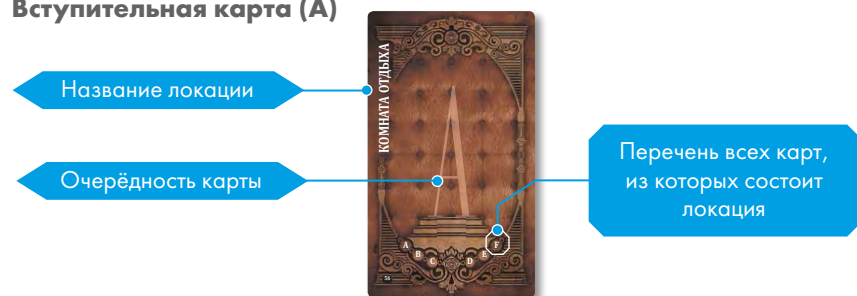 Вступительная карта (А)
КОМНАТА ОТДЫХА
Название локации
Очерёдность карты
Перечень всех карт,
из которых состоит
локация
A
A B C D E F
56